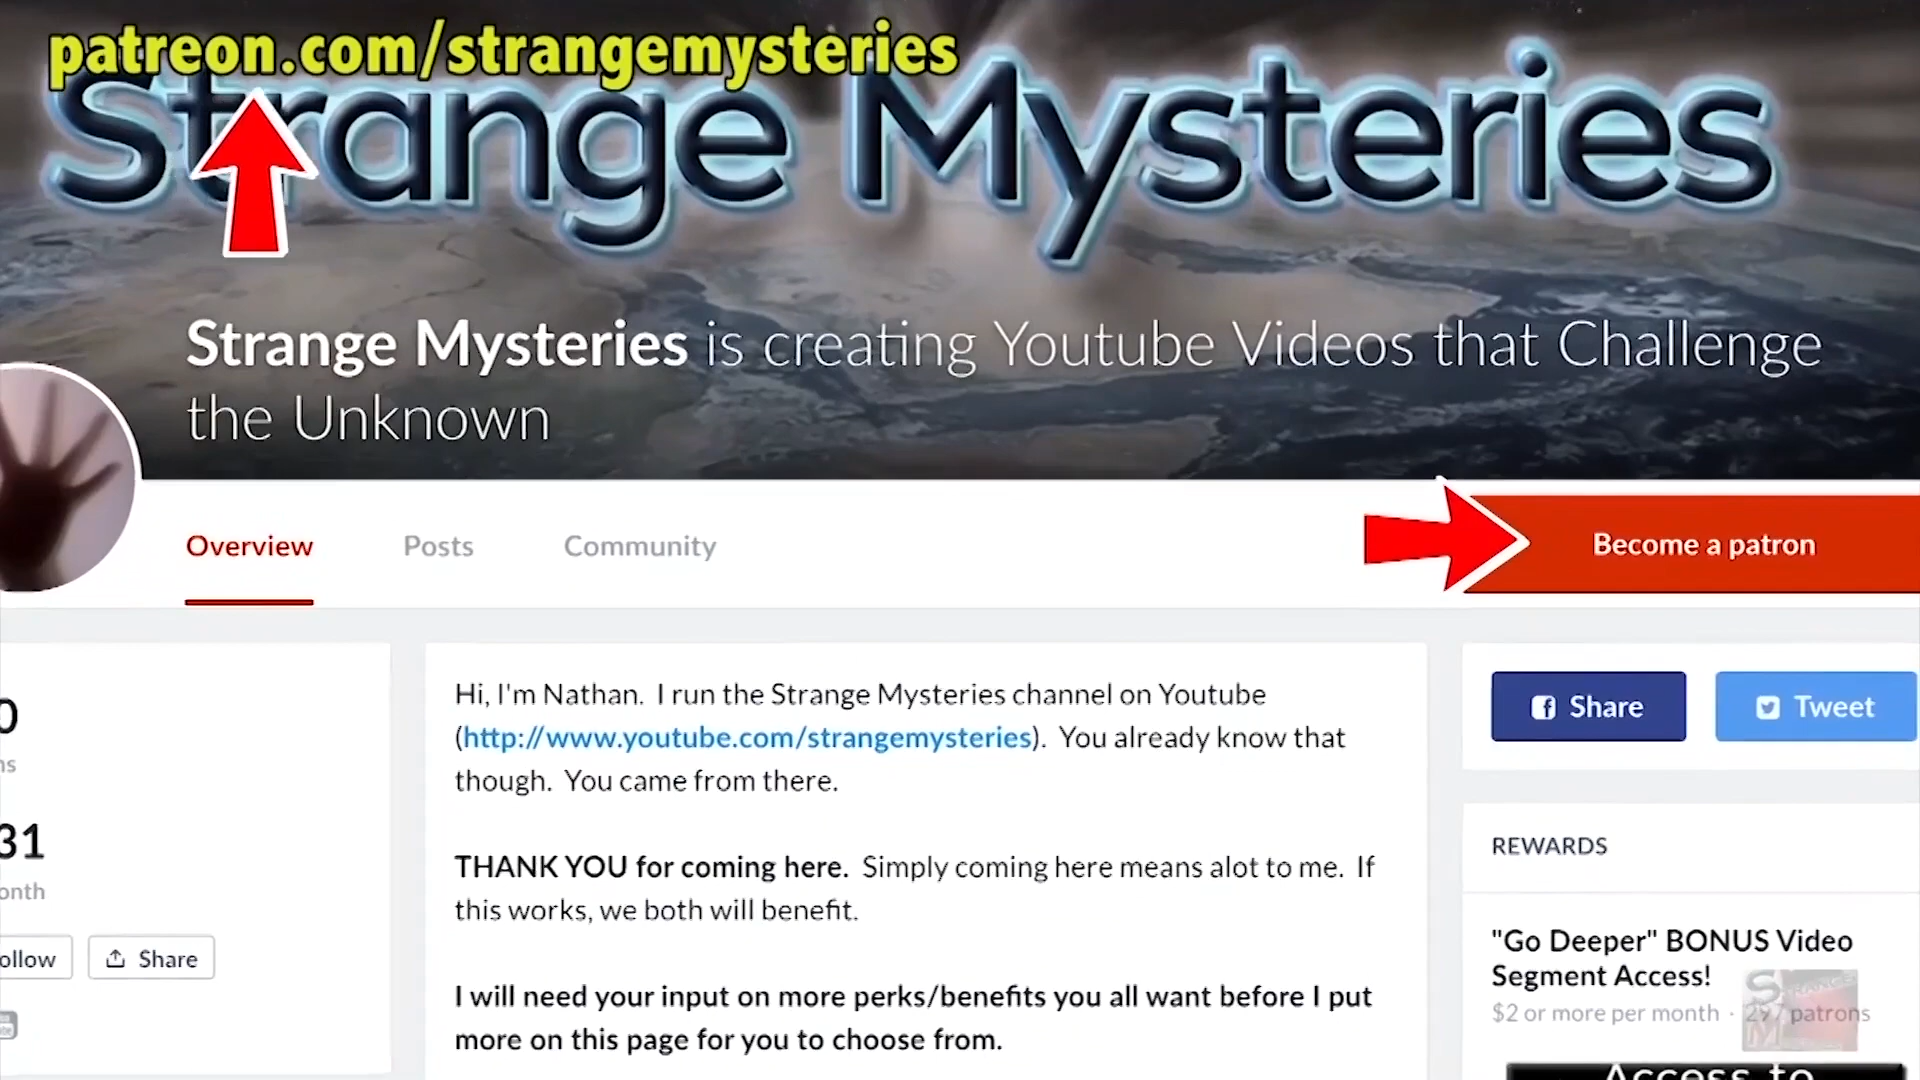 patreon.com/strangemysteries
Strange Mysteries
Strange Mysteries is creating Youtube Videos that Challenge
the Unknown
Overview
Posts
Community
Become a patron
Hi, I'm Nathan. I run the Strange Mysteries channel on Youtube
(http://www.youtube.com/strangemysteries). You already know that
though. You came from there.
THANK YOU for coming here. Simply coming here means alot to me. If
this works, we both will benefit.
I will need your input on more perks/benefits you all want before I put
more on this page for you to choose from.
31
Share
Share
Tweet
REWARDS
"Go Deeper" BONUS Video
Segment Access!
$2 or more per month · 297 patrons
Access to